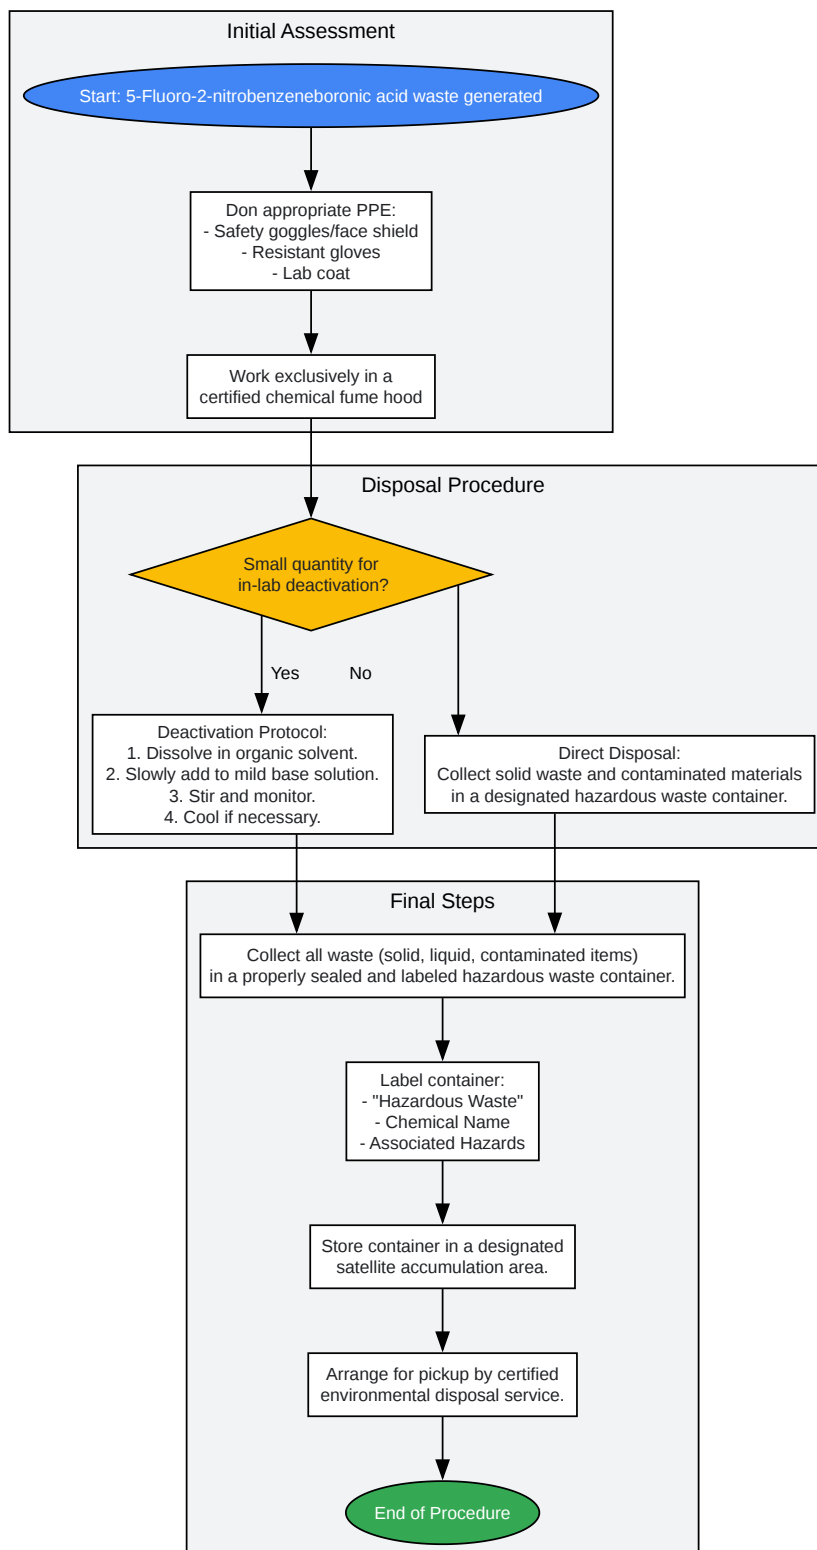 Initial Assessment
Start: 5-Fluoro-2-nitrobenzeneboronic acid waste generated
Don appropriate PPE:
- Safety goggles/face shield
- Resistant gloves
- Lab coat
Work exclusively in a
certified chemical fume hood
Disposal Procedure
Small quantity for
in-lab deactivation?
Yes
No
Deactivation Protocol:
1. Dissolve in organic solvent.
2. Slowly add to mild base solution.
3. Stir and monitor.
4. Cool if necessary.
Direct Disposal:
Collect solid waste and contaminated materials
in a designated hazardous waste container.
Final Steps
Collect all waste (solid, liquid, contaminated items)
in a properly sealed and labeled hazardous waste container.
Label container:
- "Hazardous Waste"
- Chemical Name
- Associated Hazards
Store container in a designated
satellite accumulation area.
Arrange for pickup by certified
environmental disposal service.
End of Procedure